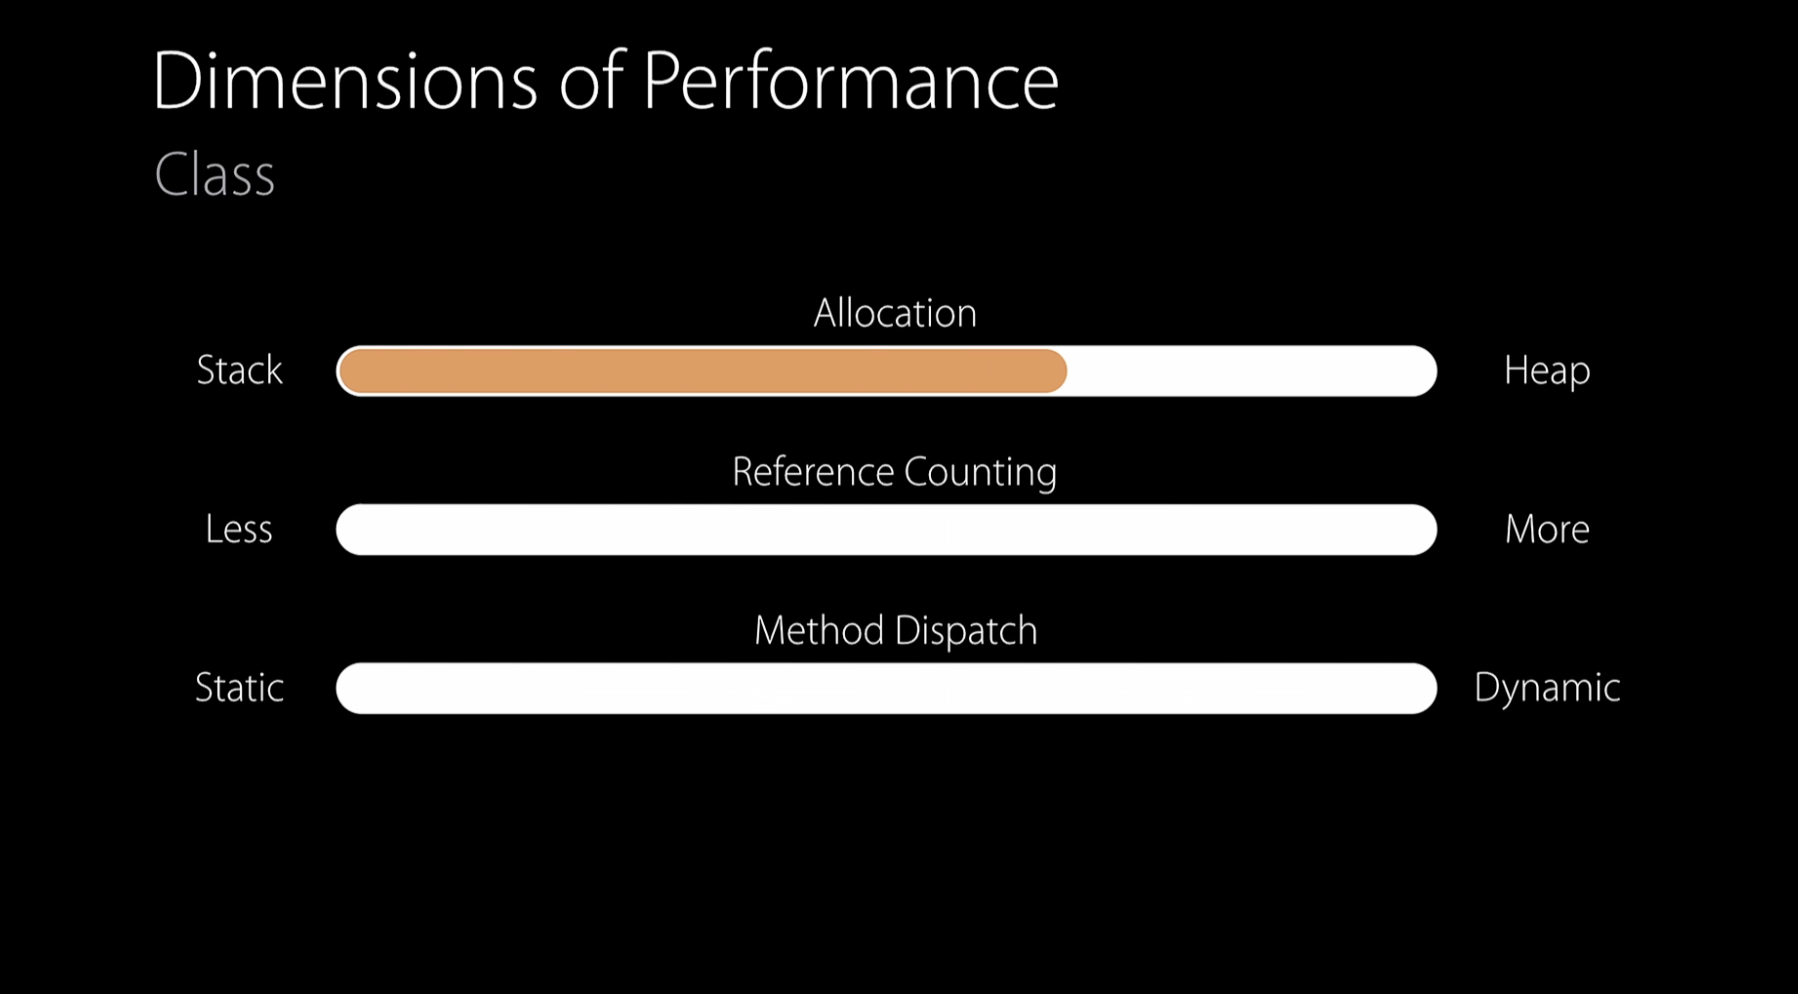 Dimensions of Performance
Class
Allocation
Stack Heap
Reference Counting
Less More
Method Dispatch
Static Dynamic